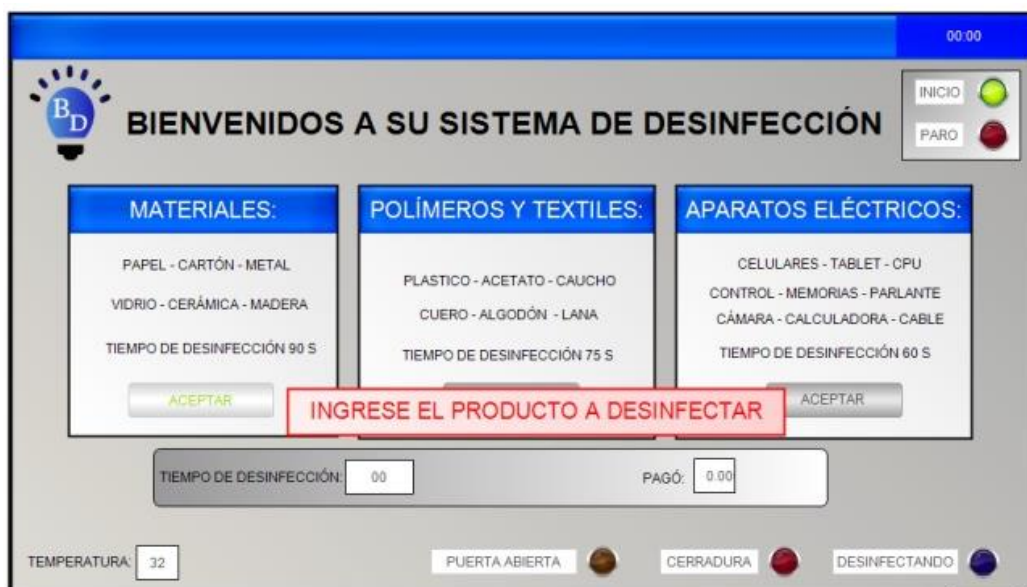 00:00
BD
BIENVENIDOS A SU SISTEMA DE DESINFECCIÓN
INICIO
PARO
MATERIALES:
PAPEL - CARTÓN - METAL
VIDRIO - CERÁMICA - MADERA
TIEMPO DE DESINFECCIÓN 90 S
ACEPTAR
POLÍMEROS Y TEXTILES:
PLASTICO - ACETATO - CAUCHO
CUERO - ALGODÓN - LANA
TIEMPO DE DESINFECCIÓN 75 S
APARATOS ELÉCTRICOS:
CELULARES - TABLET - CPU
CONTROL - MEMORIAS - PARLANTE
CÁMARA - CALCULADORA - CABLE
TIEMPO DE DESINFECCIÓN 60 S
ACEPTAR
INGRESE EL PRODUCTO A DESINFECTAR
TIEMPO DE DESINFECCIÓN: 00
PAGÓ: 0.00
TEMPERATURA: 32
PUERTA ABIERTA
CERRADURA
DESINFECTANDO